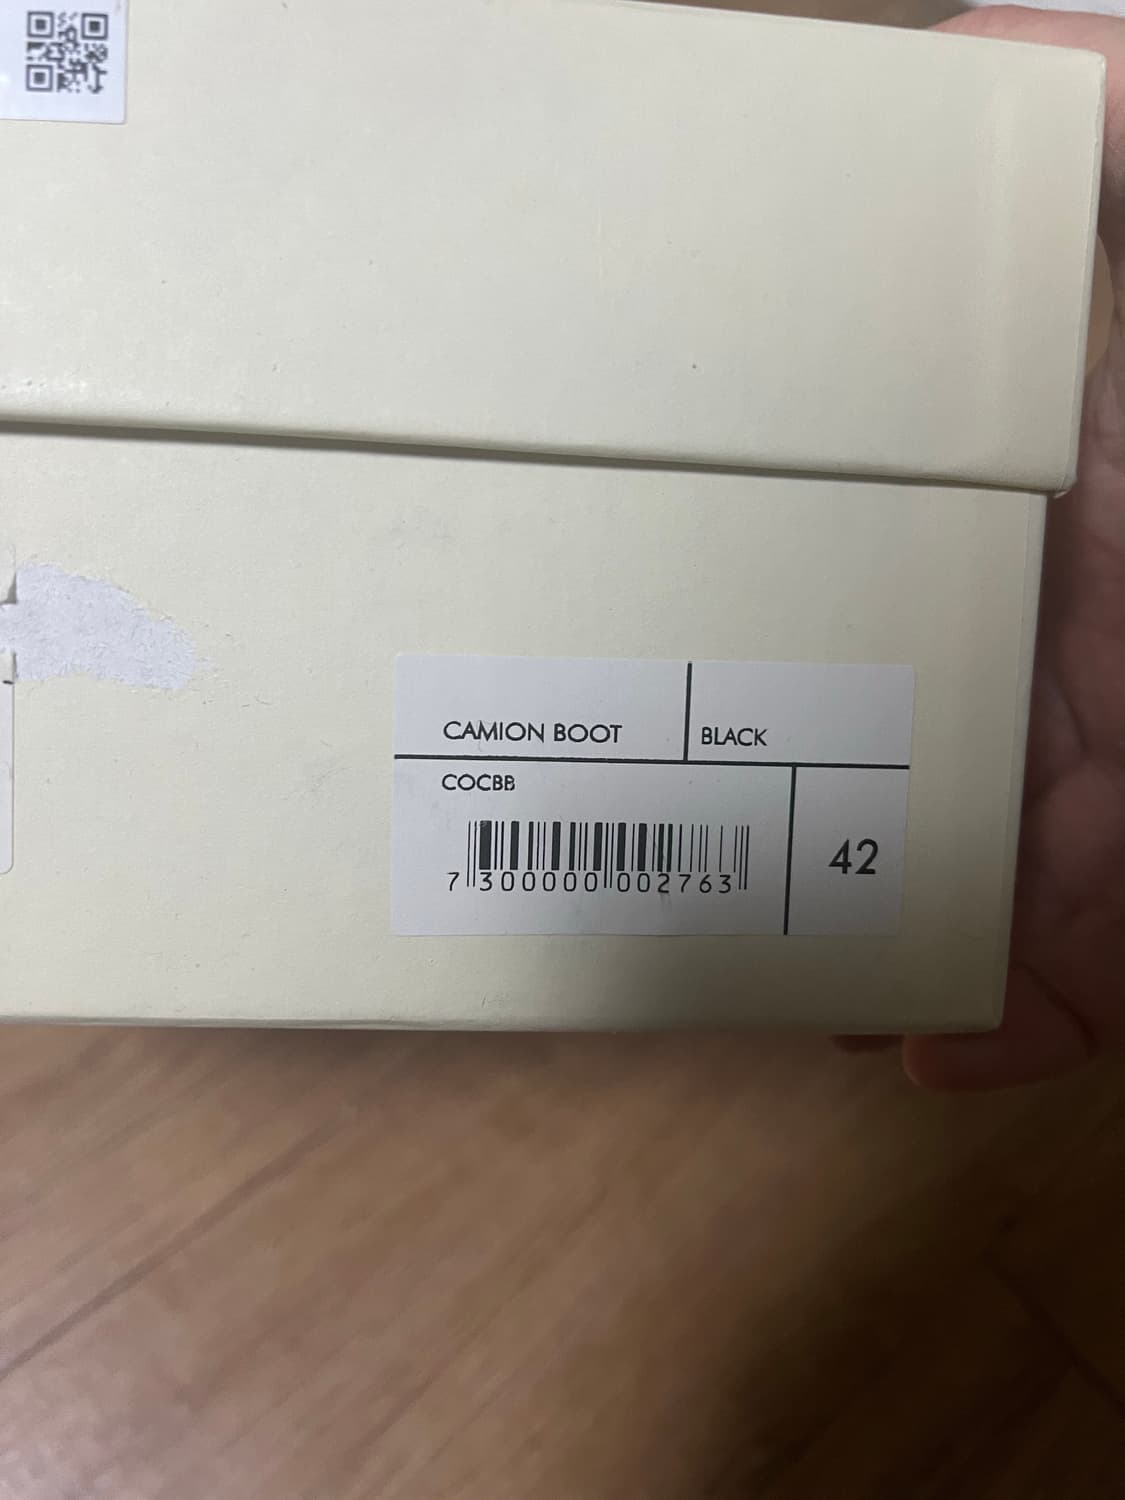 CAMION BOOT
BLACK
COCBB
42
7 300000 002763